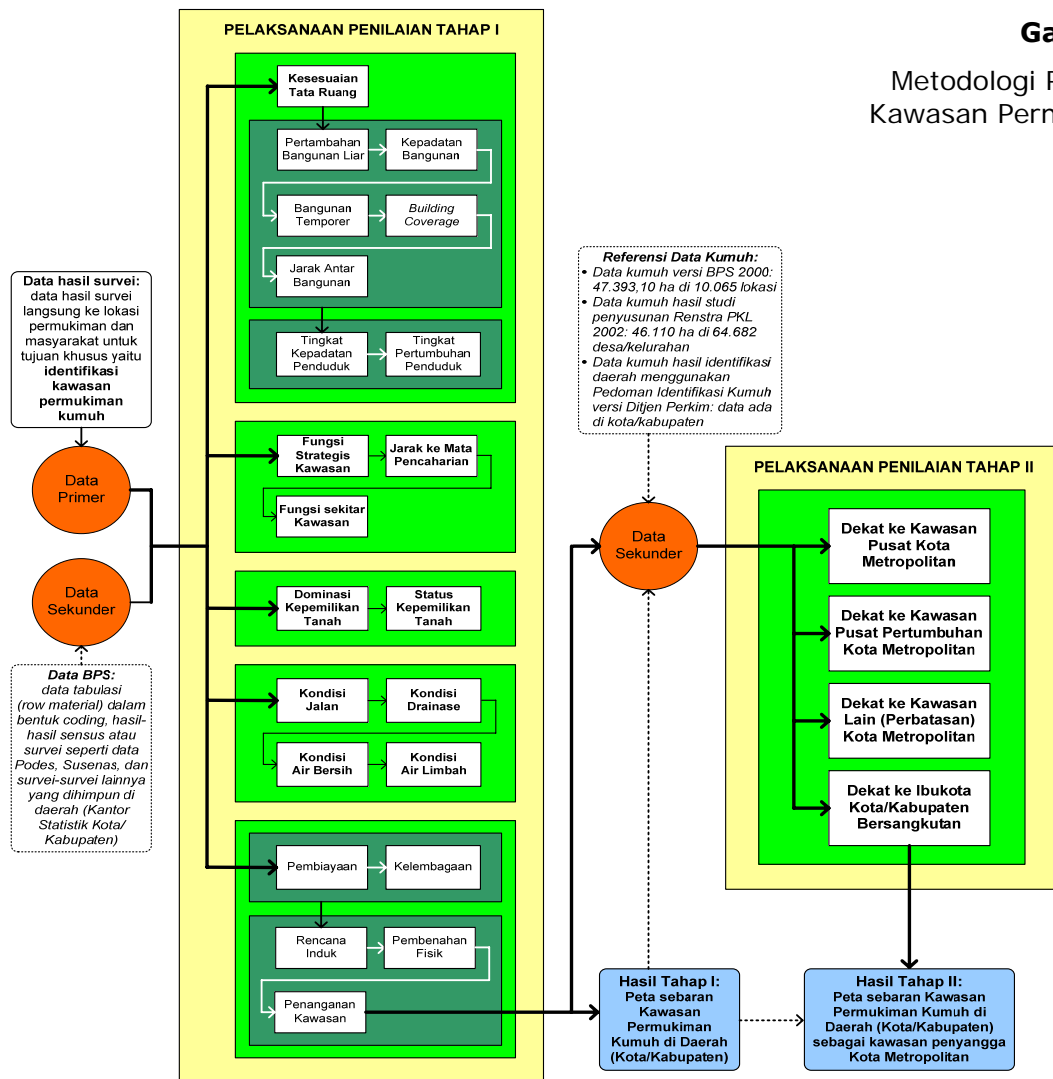 PELAKSANAAN PENILAIAN TAHAP I
Ga
Metodologi P
Kawasan Perm
Kesesuaian
Tata Ruang
Pertambahan
Bangunan Liar
Kepadatan
Bangunan
Bangunan
Temporer
Building
Coverage
Jarak Antar
Bangunan
Tingkat
Kepadatan
Penduduk
Tingkat
Pertumbuhan
Penduduk
Data hasil survei:
data hasil survei
langsung ke lokasi
permukiman dan
masyarakat untuk
tujuan khusus yaitu
identifikasi
kawasan
permukiman
kumuh
Data
Primer
Data
Sekunder
Data BPS:
data tabulasi
(row material) dalam
bentuk coding, hasil-
hasil sensus atau
survei seperti data
Podes, Susenas, dan
survei-survei lainnya
yang dihimpun di
daerah (Kantor
Statistik Kota/
Kabupaten)
Fungsi
Strategis
Kawasan
Jarak ke Mata
Pencaharian
Fungsi sekitar
Kawasan
Dominasi
Kepemilikan
Tanah
Status
Kepemilikan
Tanah
Kondisi
Jalan
Kondisi
Drainase
Kondisi
Air Bersih
Kondisi
Air Limbah
Pembiayaan
Kelembagaan
Rencana
Induk
Pembenahan
Fisik
Penanganan
Kawasan
Referensi Data Kumuh:
• Data kumuh versi BPS 2000:
47.393,10 ha di 10.065 lokasi
• Data kumuh hasil studi
penyusunan Renstra PKL
2002: 46.110 ha di 64.682
desa/kelurahan
• Data kumuh hasil identifikasi
daerah menggunakan
Pedoman Identifikasi Kumuh
versi Ditjen Perkim: data ada
di kota/kabupaten
Data
Sekunder
PELAKSANAAN PENILAIAN TAHAP II
Dekat ke Kawasan
Pusat Kota
Metropolitan
Dekat ke Kawasan
Pusat Pertumbuhan
Kota Metropolitan
Dekat ke Kawasan
Lain (Perbatasan)
Kota Metropolitan
Dekat ke Ibukota
Kota/Kabupaten
Bersangkutan
Hasil Tahap I:
Peta sebaran
Kawasan
Permukiman
Kumuh di Daerah
(Kota/Kabupaten)
Hasil Tahap II:
Peta sebaran Kawasan
Permukiman Kumuh di
Daerah (Kota/Kabupaten)
sebagai kawasan penyangga
Kota Metropolitan